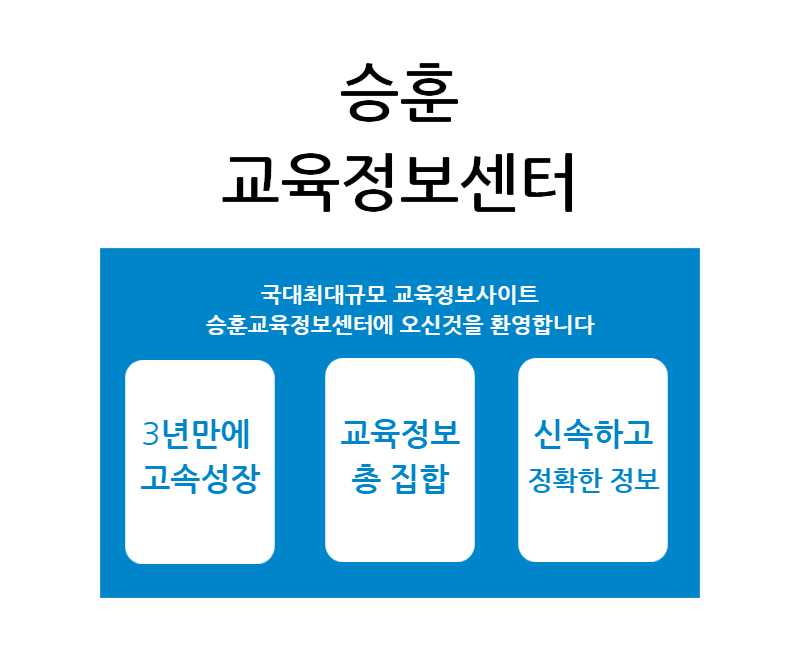 승훈
교육정보센터
국대최대규모 교육정보사이트
승훈교육정보센터에 오신것을 환영합니다
3년만에
고속성장
교육정보
총 집합
신속하고
정확한 정보